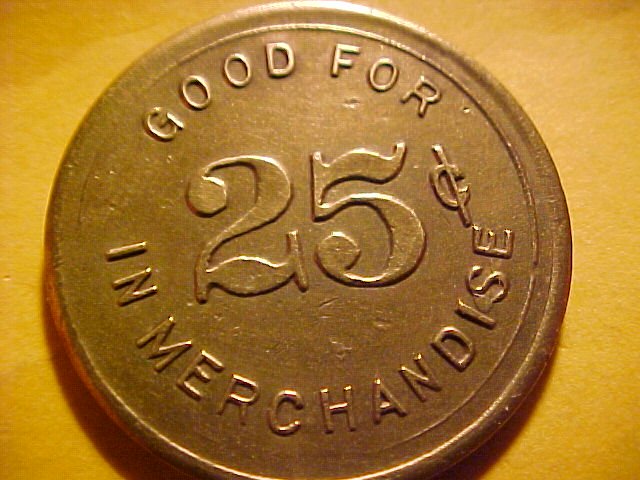 GOOD FOR
25¢
IN MERCHANDISE